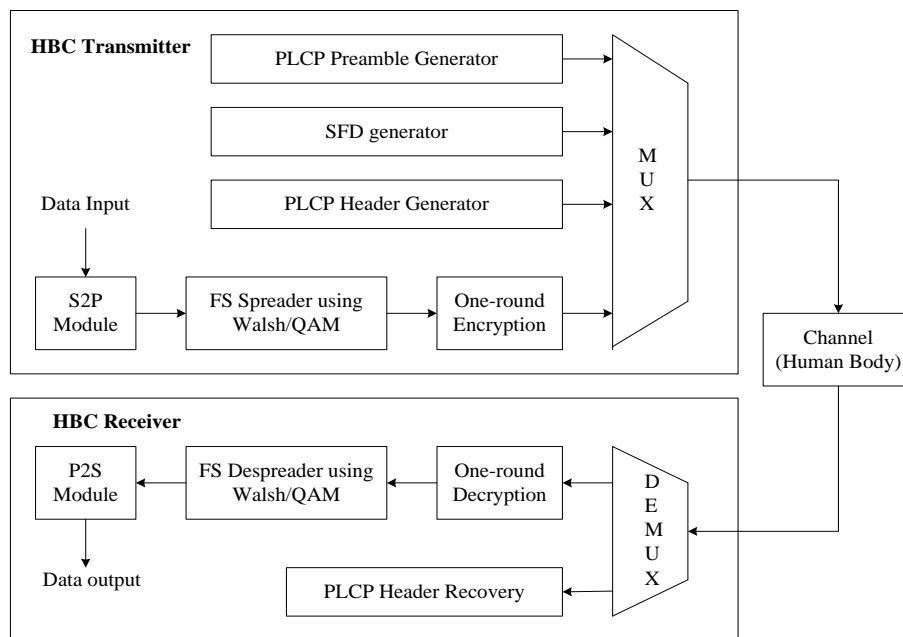 HBC Transmitter
PLCP Preamble Generator
SFD generator
PLCP Header Generator
M
U
X
Data Input
S2P
Module
FS Spreader using
Walsh/QAM
One-round
Encryption
Channel
(Human Body)
HBC Receiver
P2S
Module
FS Despreader using
Walsh/QAM
One-round
Decryption
D
E
M
U
X
Data output
PLCP Header Recovery